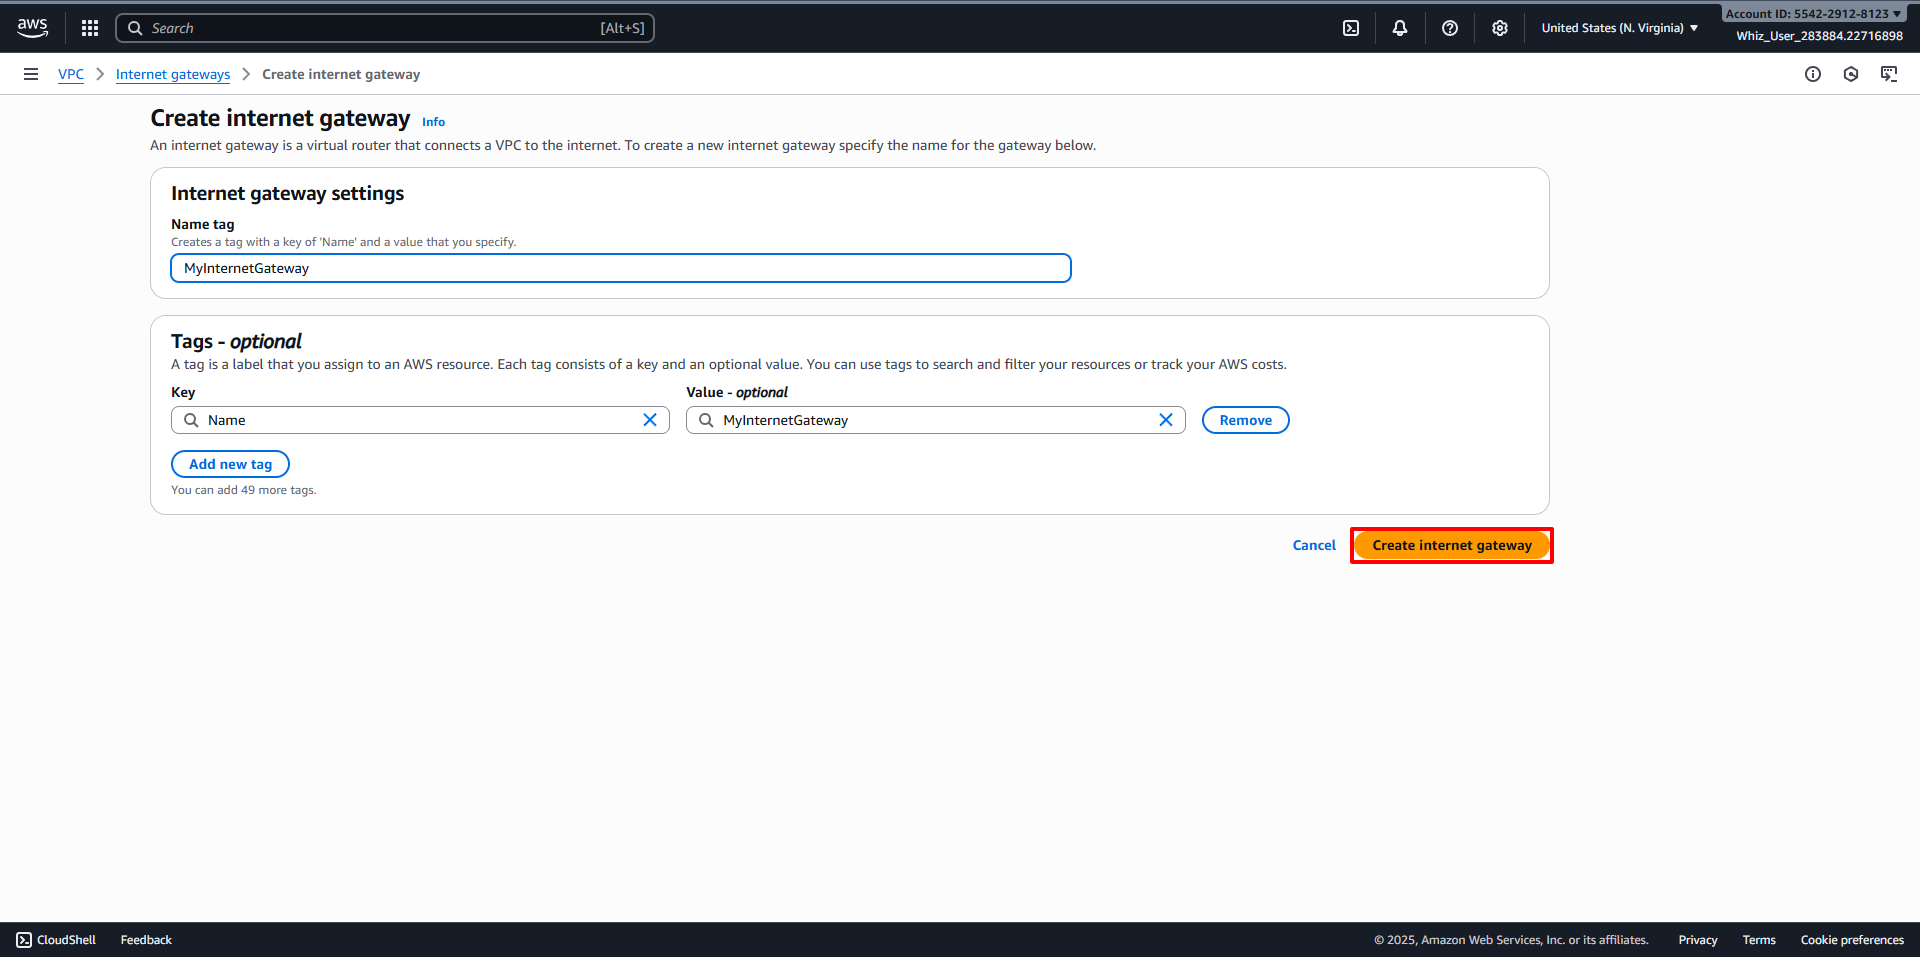 aws
Search [Alt+S]
United States (N. Virginia)
Account ID: 5542-2912-8123
Whiz_User_283884.22716898
VPC > Internet gateways > Create internet gateway
Create internet gateway Info
An internet gateway is a virtual router that connects a VPC to the internet. To create a new internet gateway specify the name for the gateway below.
Internet gateway settings
Name tag
Creates a tag with a key of 'Name' and a value that you specify.
MyInternetGateway
Tags - optional
A tag is a label that you assign to an AWS resource. Each tag consists of a key and an optional value. You can use tags to search and filter your resources or track your AWS costs.
Key Value - optional
Name MyInternetGateway Remove
Add new tag
You can add 49 more tags.
Cancel Create internet gateway
CloudShell Feedback © 2025, Amazon Web Services, Inc. or its affiliates. Privacy Terms Cookie preferences